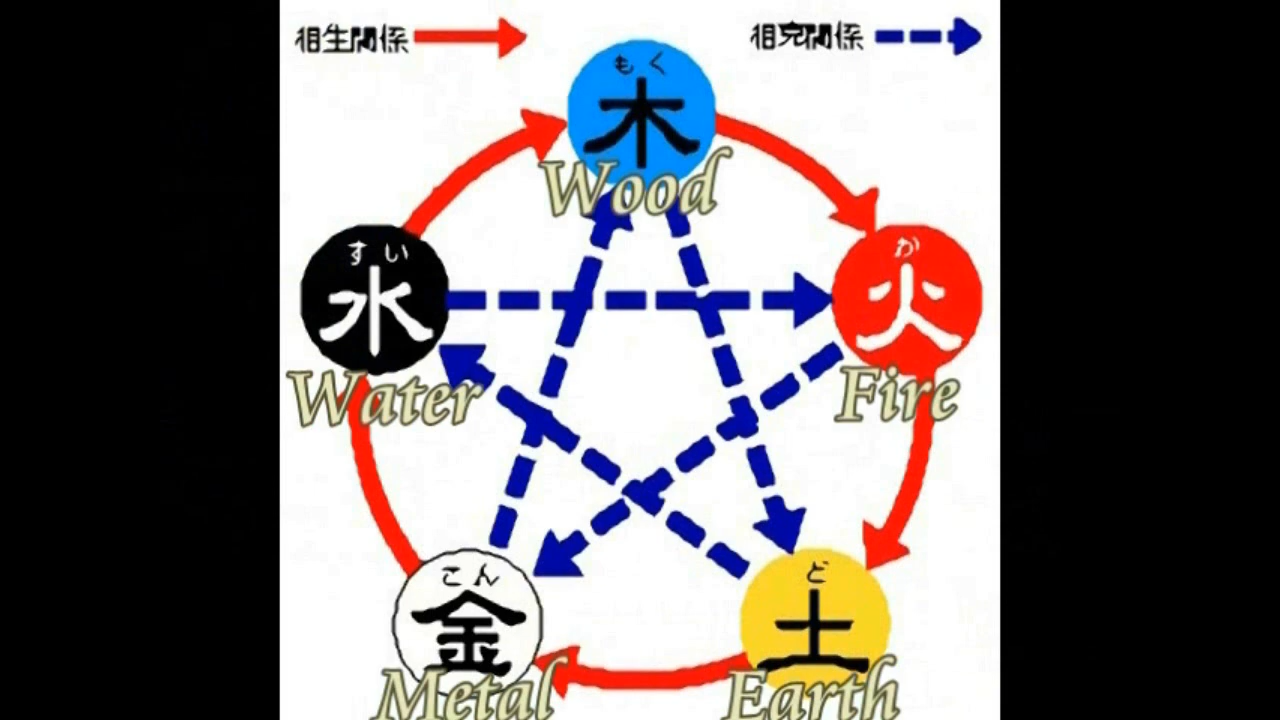 相生関係
相克関係
もく
木
Wood
すい
水
Water
か
火
Fire
こん
金
Metal
ど
土
Earth